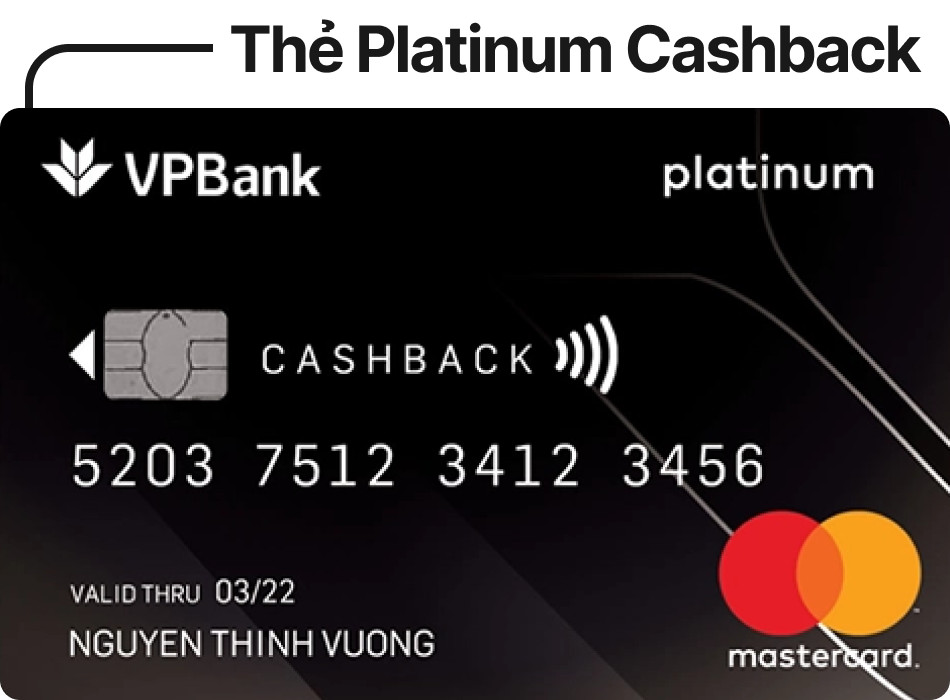 Thẻ Platinum Cashback
VPBank
platinum
CASHBACK
5203 7512 3412 3456
VALID THRU 03/22
NGUYEN THINH VUONG
mastercard.